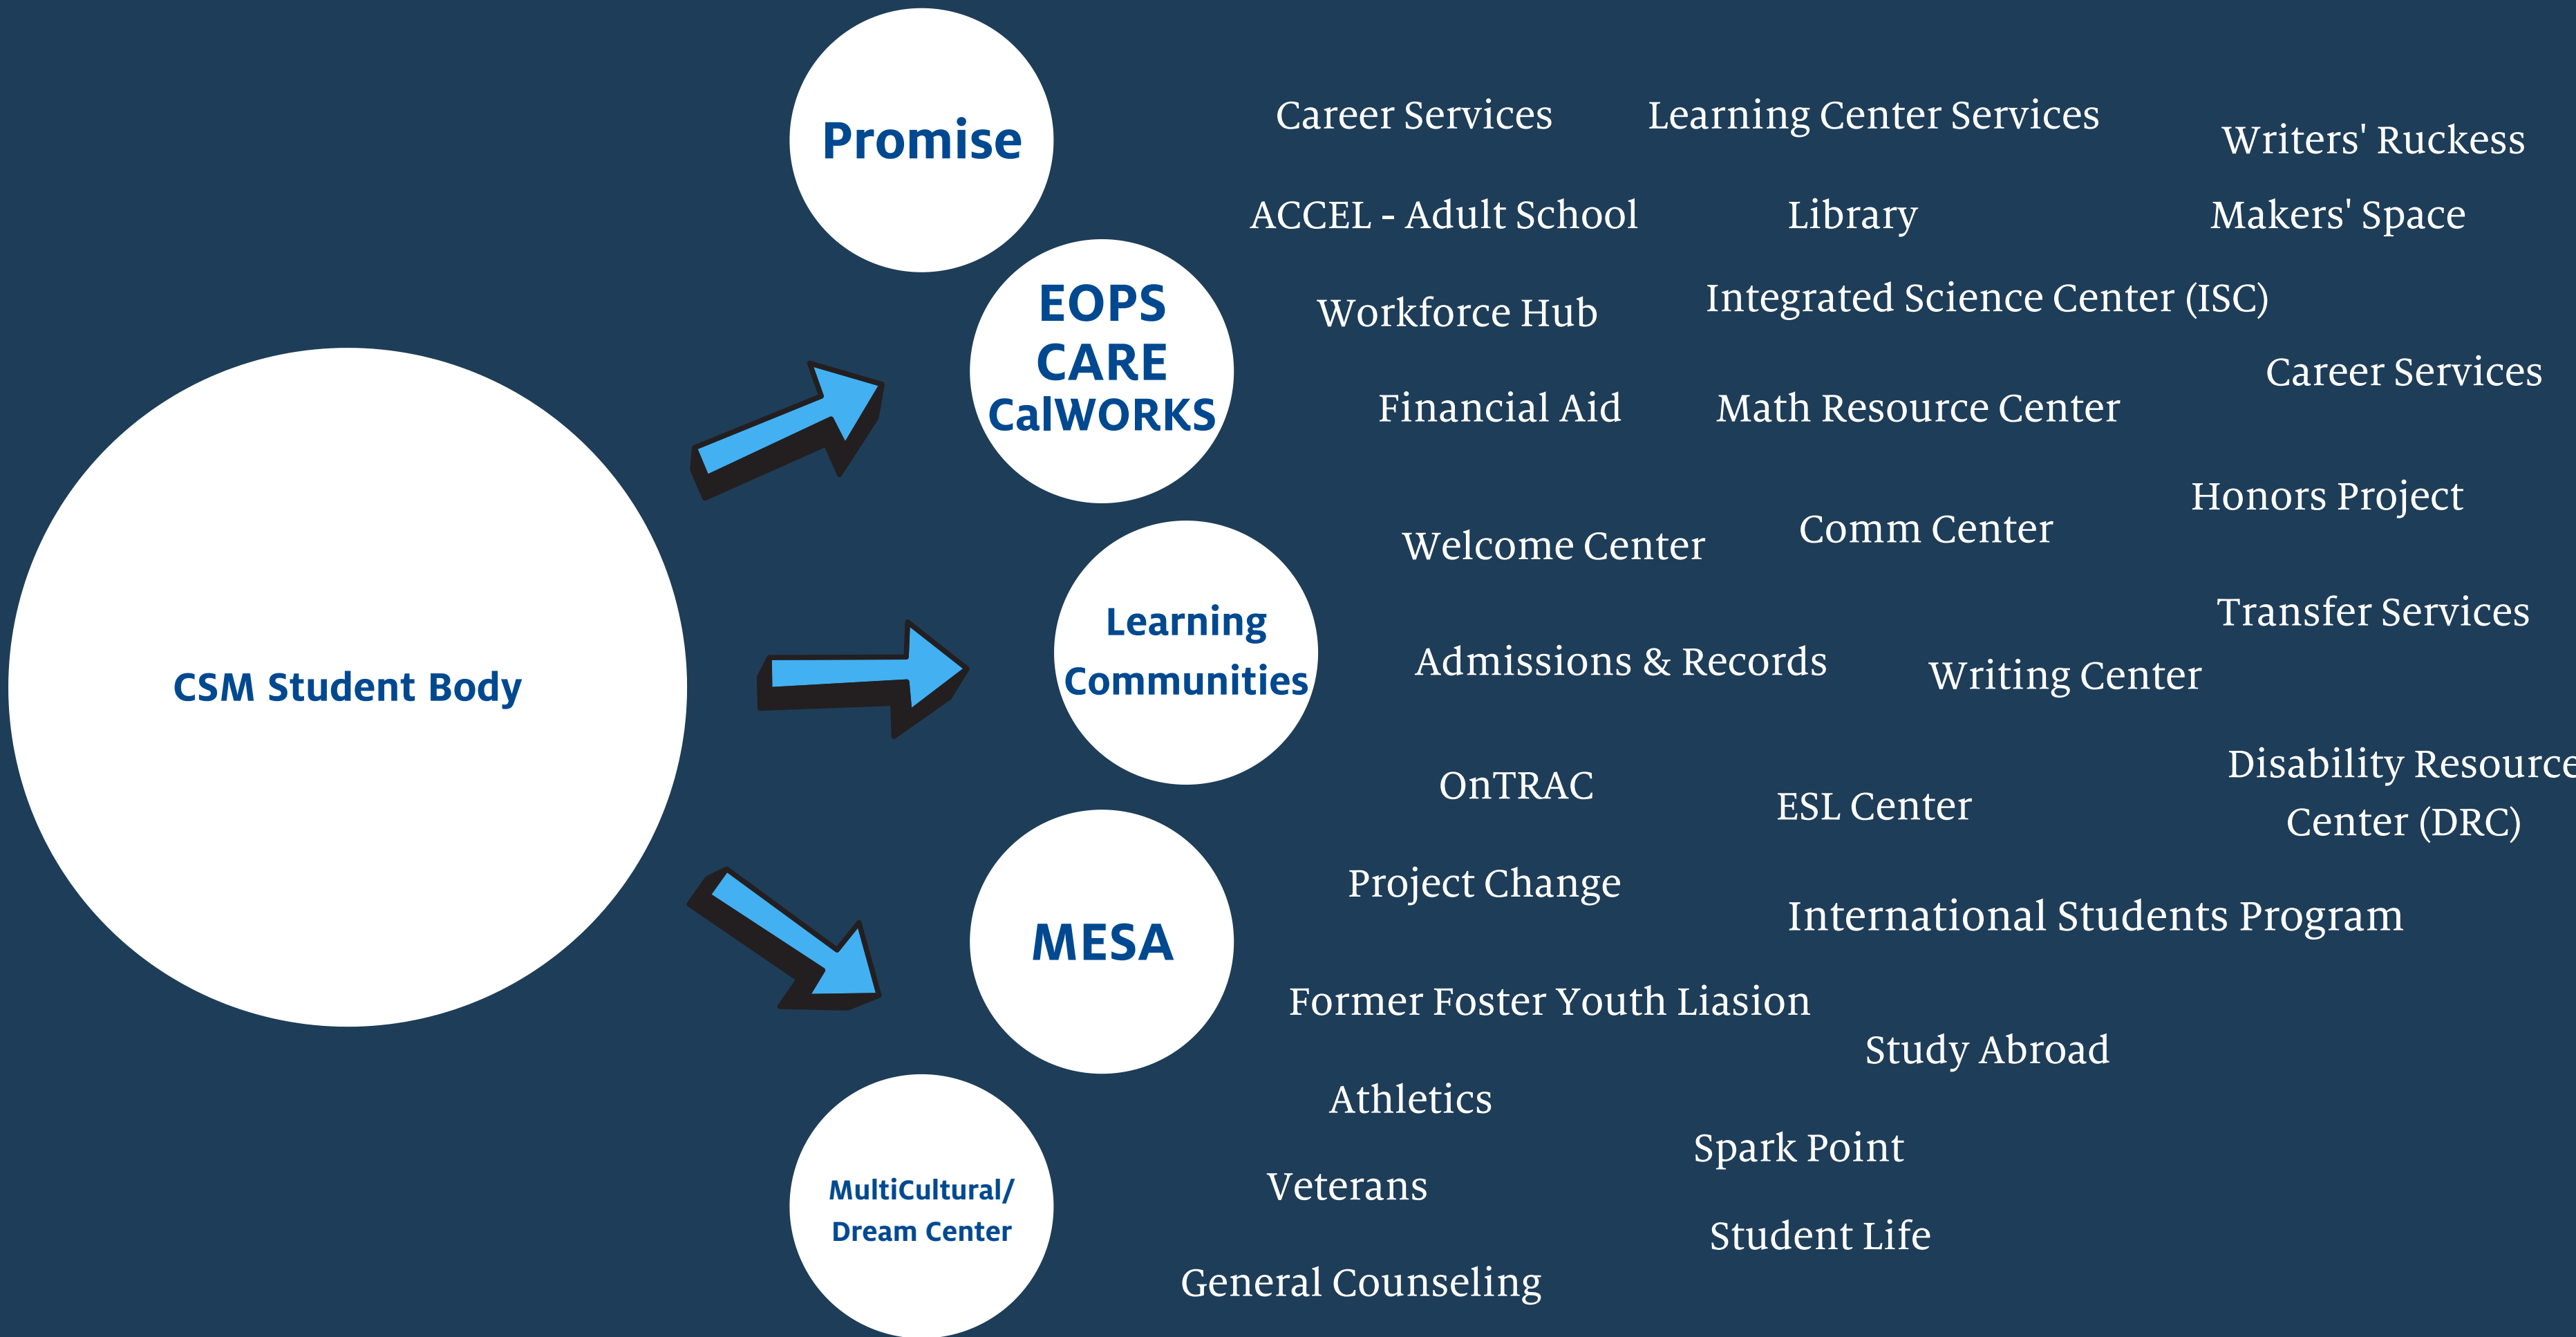 Promise
EOPS
CARE
CalWORKS
CSM Student Body
Learning
Communities
MESA
MultiCultural/
Dream Center
Career Services
Learning Center Services
Writers' Ruckess
ACCEL - Adult School
Library
Makers' Space
Workforce Hub
Integrated Science Center (ISC)
Career Services
Financial Aid
Math Resource Center
Honors Project
Welcome Center
Comm Center
Transfer Services
Admissions & Records
Writing Center
Disability Resource
Center (DRC)
OnTRAC
ESL Center
Project Change
International Students Program
Former Foster Youth Liasion
Study Abroad
Athletics
Spark Point
Veterans
Student Life
General Counseling